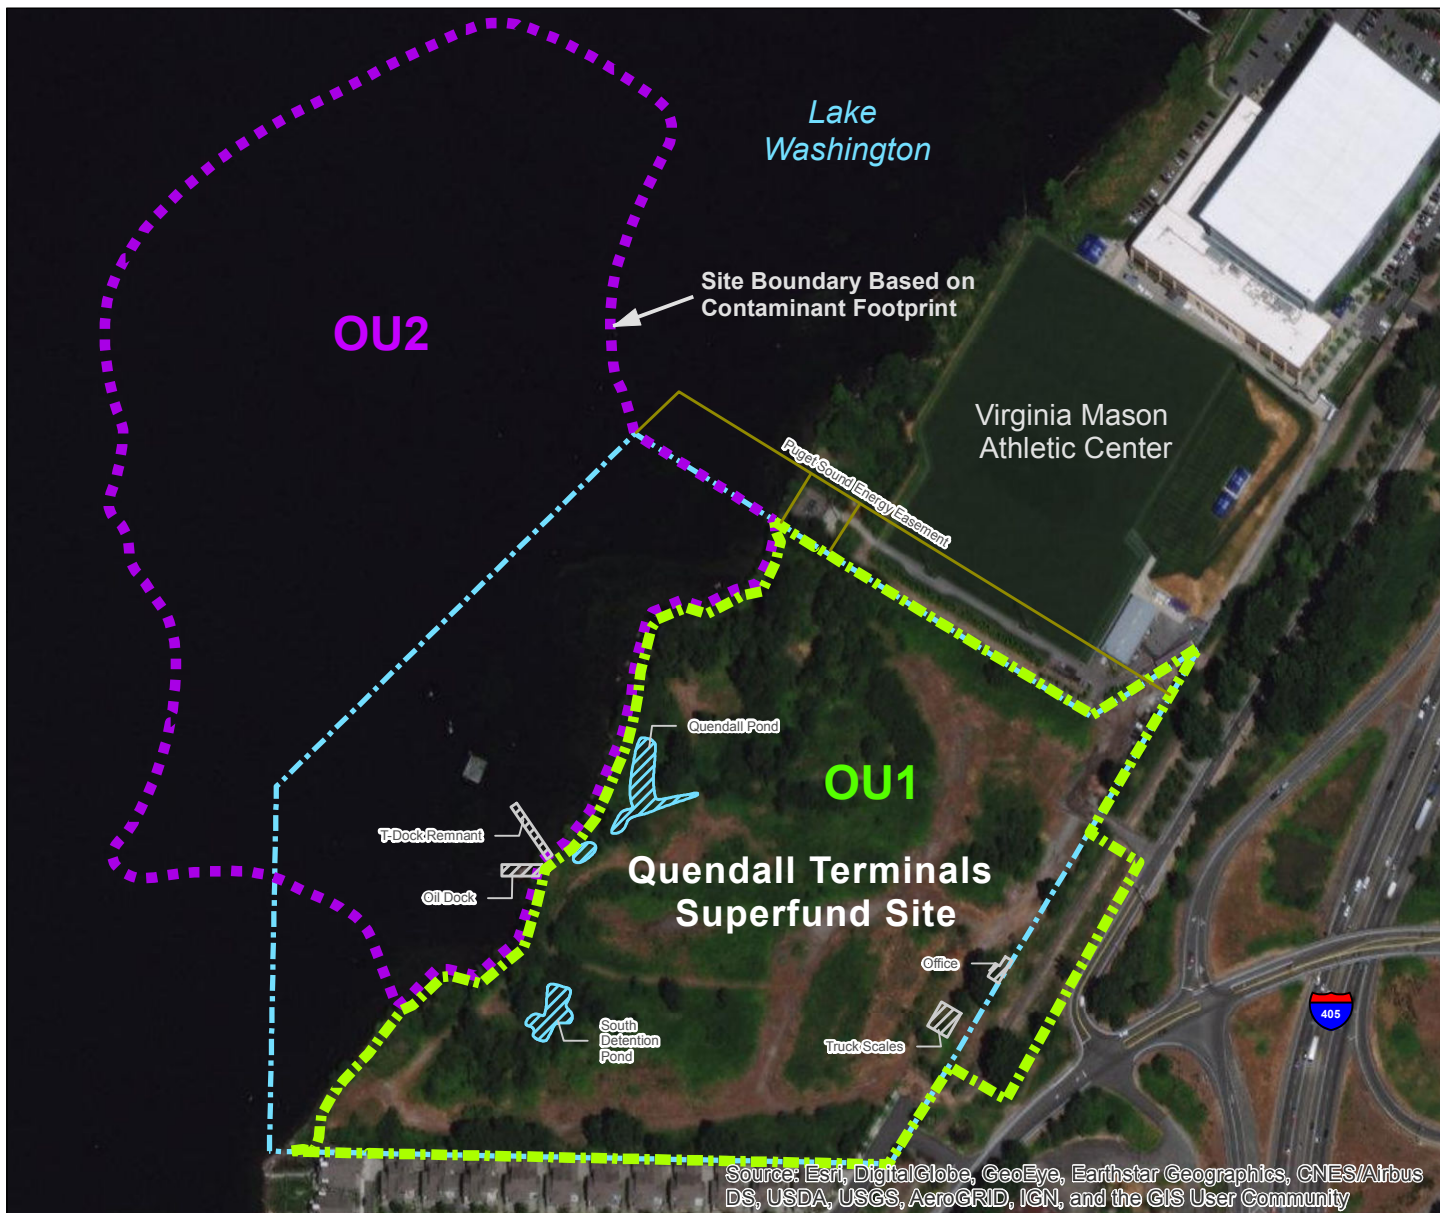 Lake
Washington
Site Boundary Based on
Contaminant Footprint
OU2
Virginia Mason
Athletic Center
Puget Sound Energy Easement
Quendall Pond
OU1
T-Dock Remnant
Quendall Terminals
Superfund Site
Oil Dock
Office
405
South
Detention
Pond
Truck Scales
Source: Esri, DigitalGlobe, GeoEye, Earthstar Geographics, CNES/Airbus
DS, USDA, USGS, AeroGRID, IGN, and the GIS User Community